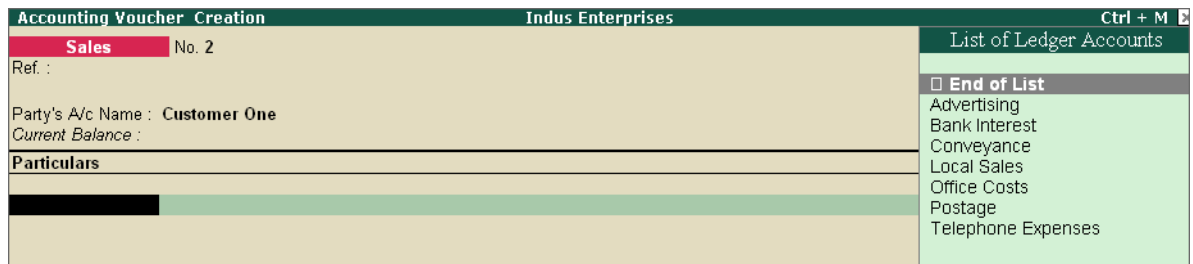 Accounting Voucher Creation Indus Enterprises Ctrl + M
Sales No. 2
Ref. :
Party's A/c Name : Customer One
Current Balance :
Particulars
List of Ledger Accounts
End of List
Advertising
Bank Interest
Conveyance
Local Sales
Office Costs
Postage
Telephone Expenses